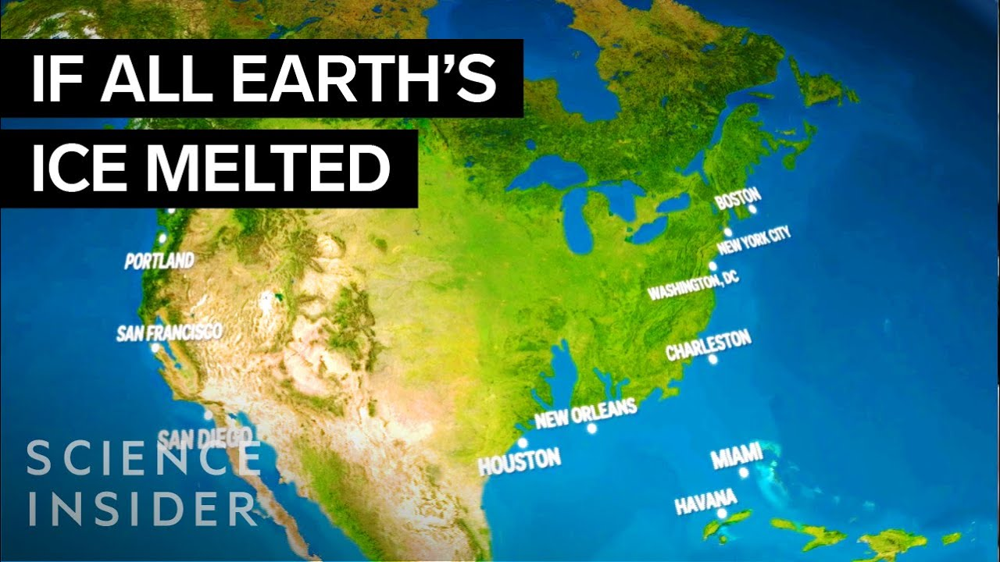 IF ALL EARTH'S
ICE MELTED
BOSTON
NEW YORK CITY
PORTLAND
WASHINGTON, DC
SAN FRANCISCO
CHARLESTON
NEW ORLEANS
SAN DIEGO
HOUSTON
MIAMI
HAVANA
SCIENCE
INSIDER